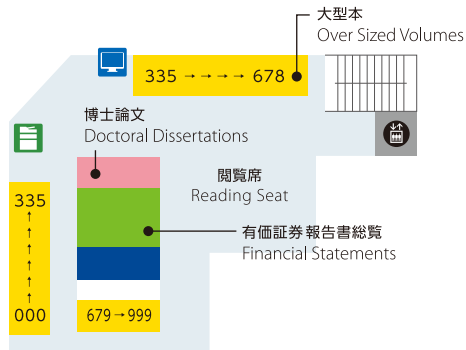 大型本
Over Sized Volumes
335 → → → → 678
博士論文
Doctoral Dissertations
閲覧席
Reading Seat
335
↑
↑
↑
↑
↑
↑
000
有価証券報告書総覧
Financial Statements
679→999